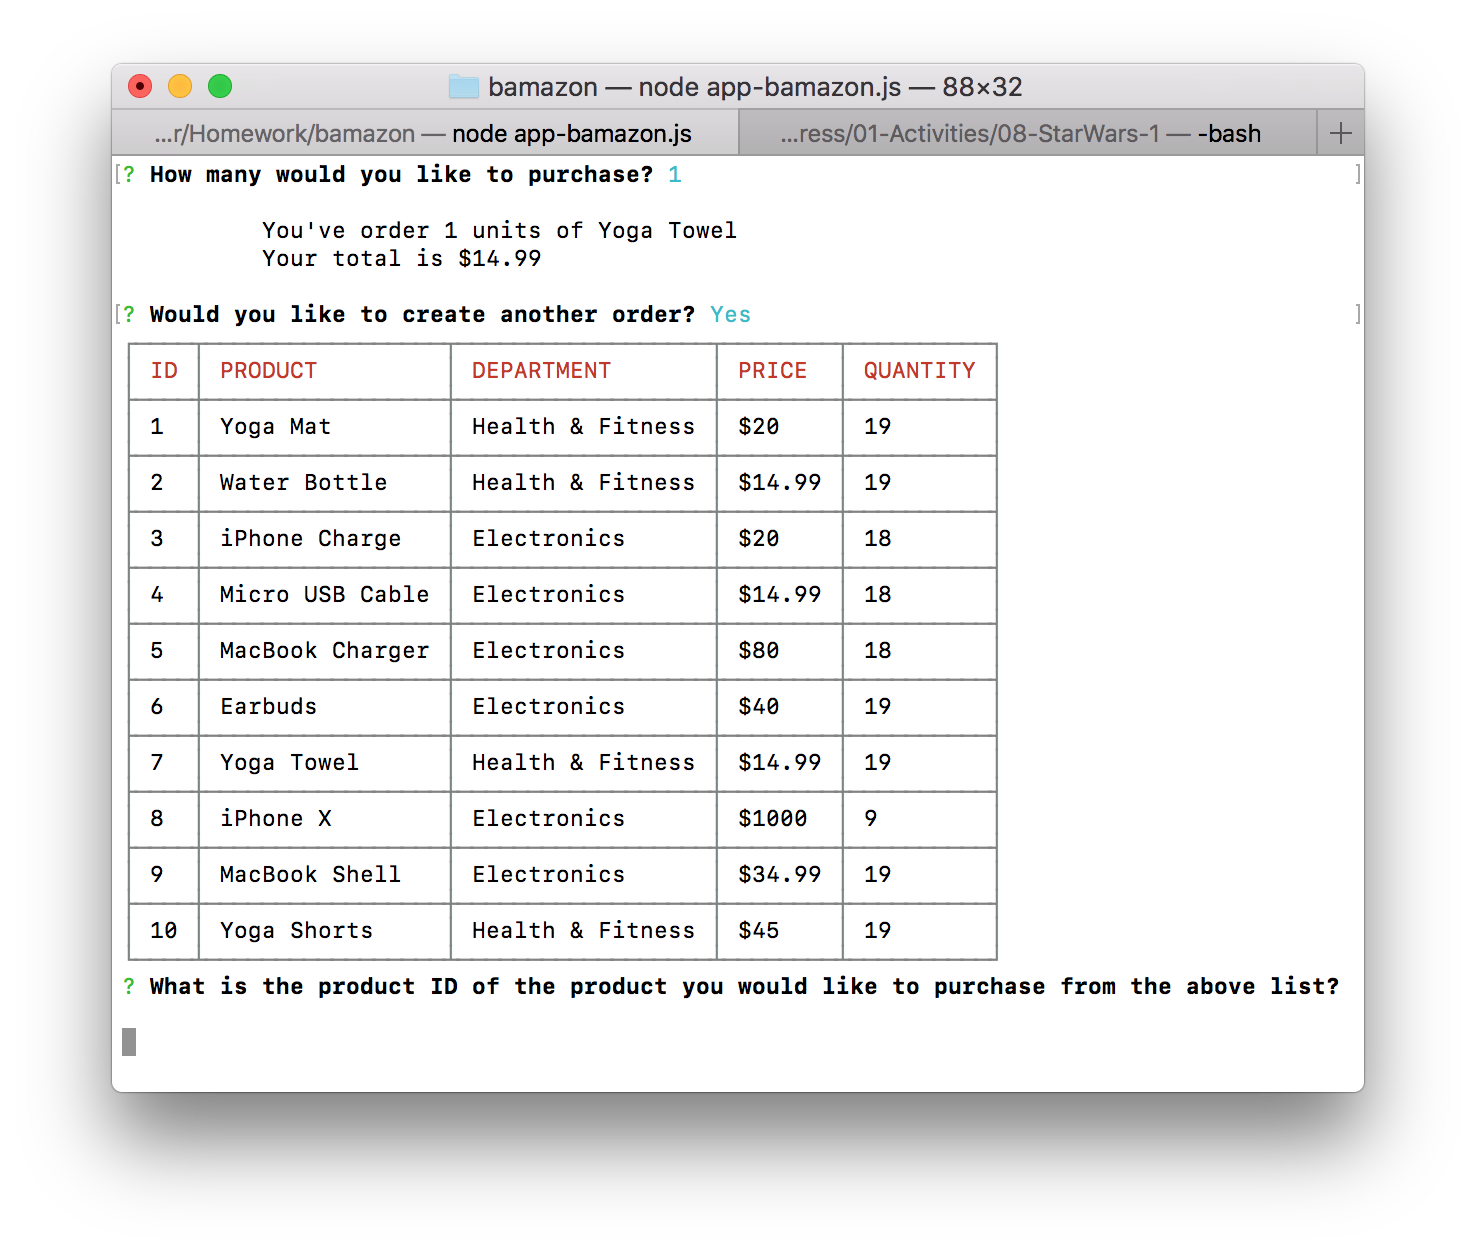 bamazon — node app-bamazon.js — 88×32
...r/Homework/bamazon — node app-bamazon.js ...ress/01-Activities/08-StarWars-1 — -bash +
[? How many would you like to purchase? 1 ]
You've order 1 units of Yoga Towel
Your total is $14.99
[? Would you like to create another order? Yes ]
ID PRODUCT DEPARTMENT PRICE QUANTITY
1 Yoga Mat Health & Fitness $20 19
2 Water Bottle Health & Fitness $14.99 19
3 iPhone Charge Electronics $20 18
4 Micro USB Cable Electronics $14.99 18
5 MacBook Charger Electronics $80 18
6 Earbuds Electronics $40 19
7 Yoga Towel Health & Fitness $14.99 19
8 iPhone X Electronics $1000 9
9 MacBook Shell Electronics $34.99 19
10 Yoga Shorts Health & Fitness $45 19
? What is the product ID of the product you would like to purchase from the above list?